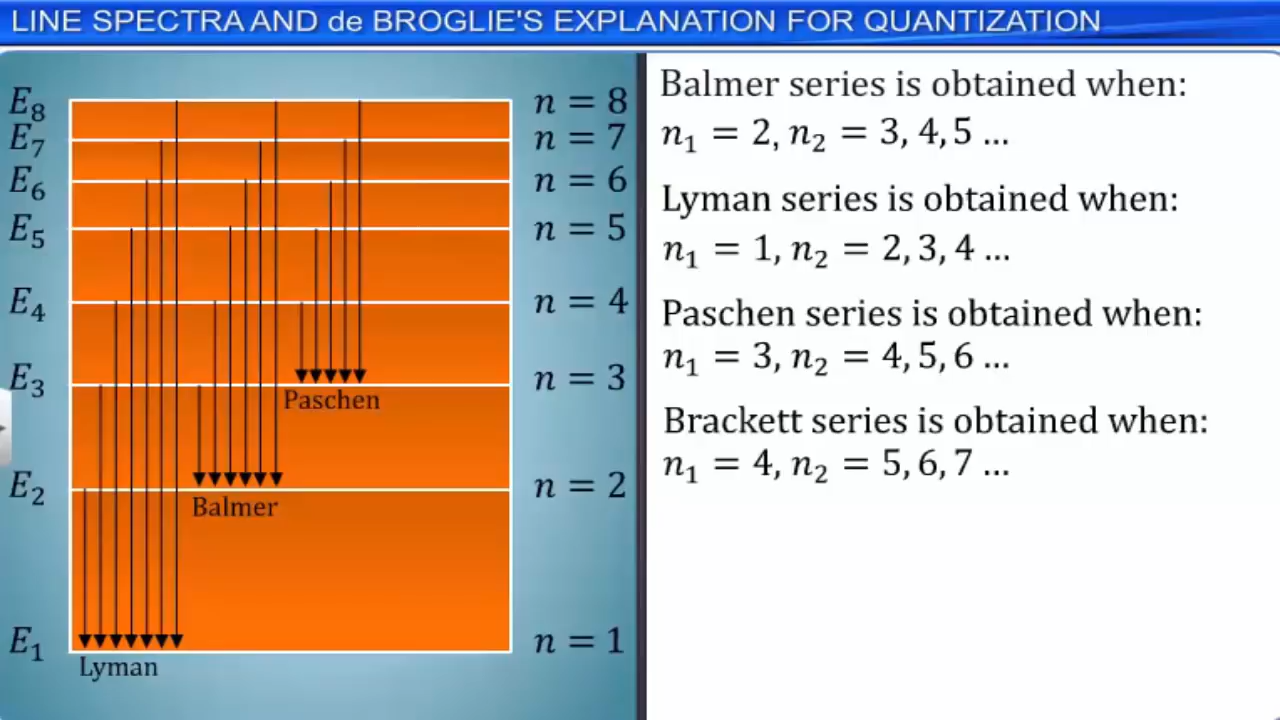 LINE SPECTRA AND de BROGLIE'S EXPLANATION FOR QUANTIZATION
E₈
n = 8
E₇
n = 7
E₆
n = 6
E₅
n = 5
E₄
n = 4
E₃
n = 3
Paschen
E₂
n = 2
Balmer
E₁
n = 1
Lyman
Balmer series is obtained when:
n₁ = 2, n₂ = 3, 4, 5 ...
Lyman series is obtained when:
n₁ = 1, n₂ = 2, 3, 4 ...
Paschen series is obtained when:
n₁ = 3, n₂ = 4, 5, 6 ...
Brackett series is obtained when:
n₁ = 4, n₂ = 5, 6, 7 ...